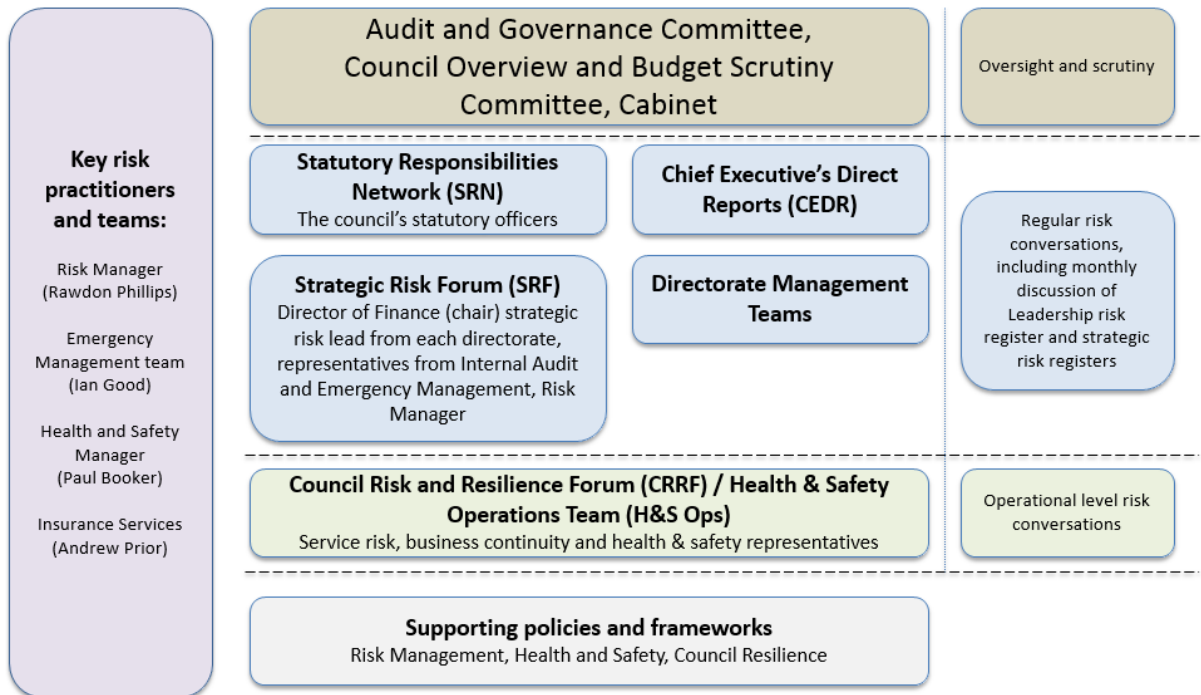 Key risk
practitioners
and teams:
Risk Manager
(Rawdon Phillips)
Emergency
Management team
(Ian Good)
Health and Safety
Manager
(Paul Booker)
Insurance Services
(Andrew Prior)
Audit and Governance Committee,
Council Overview and Budget Scrutiny
Committee, Cabinet
Oversight and scrutiny
Statutory Responsibilities
Network (SRN)
The council’s statutory officers
Chief Executive’s Direct
Reports (CEDR)
Strategic Risk Forum (SRF)
Director of Finance (chair) strategic
risk lead from each directorate,
representatives from Internal Audit
and Emergency Management, Risk
Manager
Directorate Management
Teams
Regular risk
conversations,
including monthly
discussion of
Leadership risk
register and strategic
risk registers
Council Risk and Resilience Forum (CRRF) / Health & Safety
Operations Team (H&S Ops)
Service risk, business continuity and health & safety representatives
Operational level risk
conversations
Supporting policies and frameworks
Risk Management, Health and Safety, Council Resilience